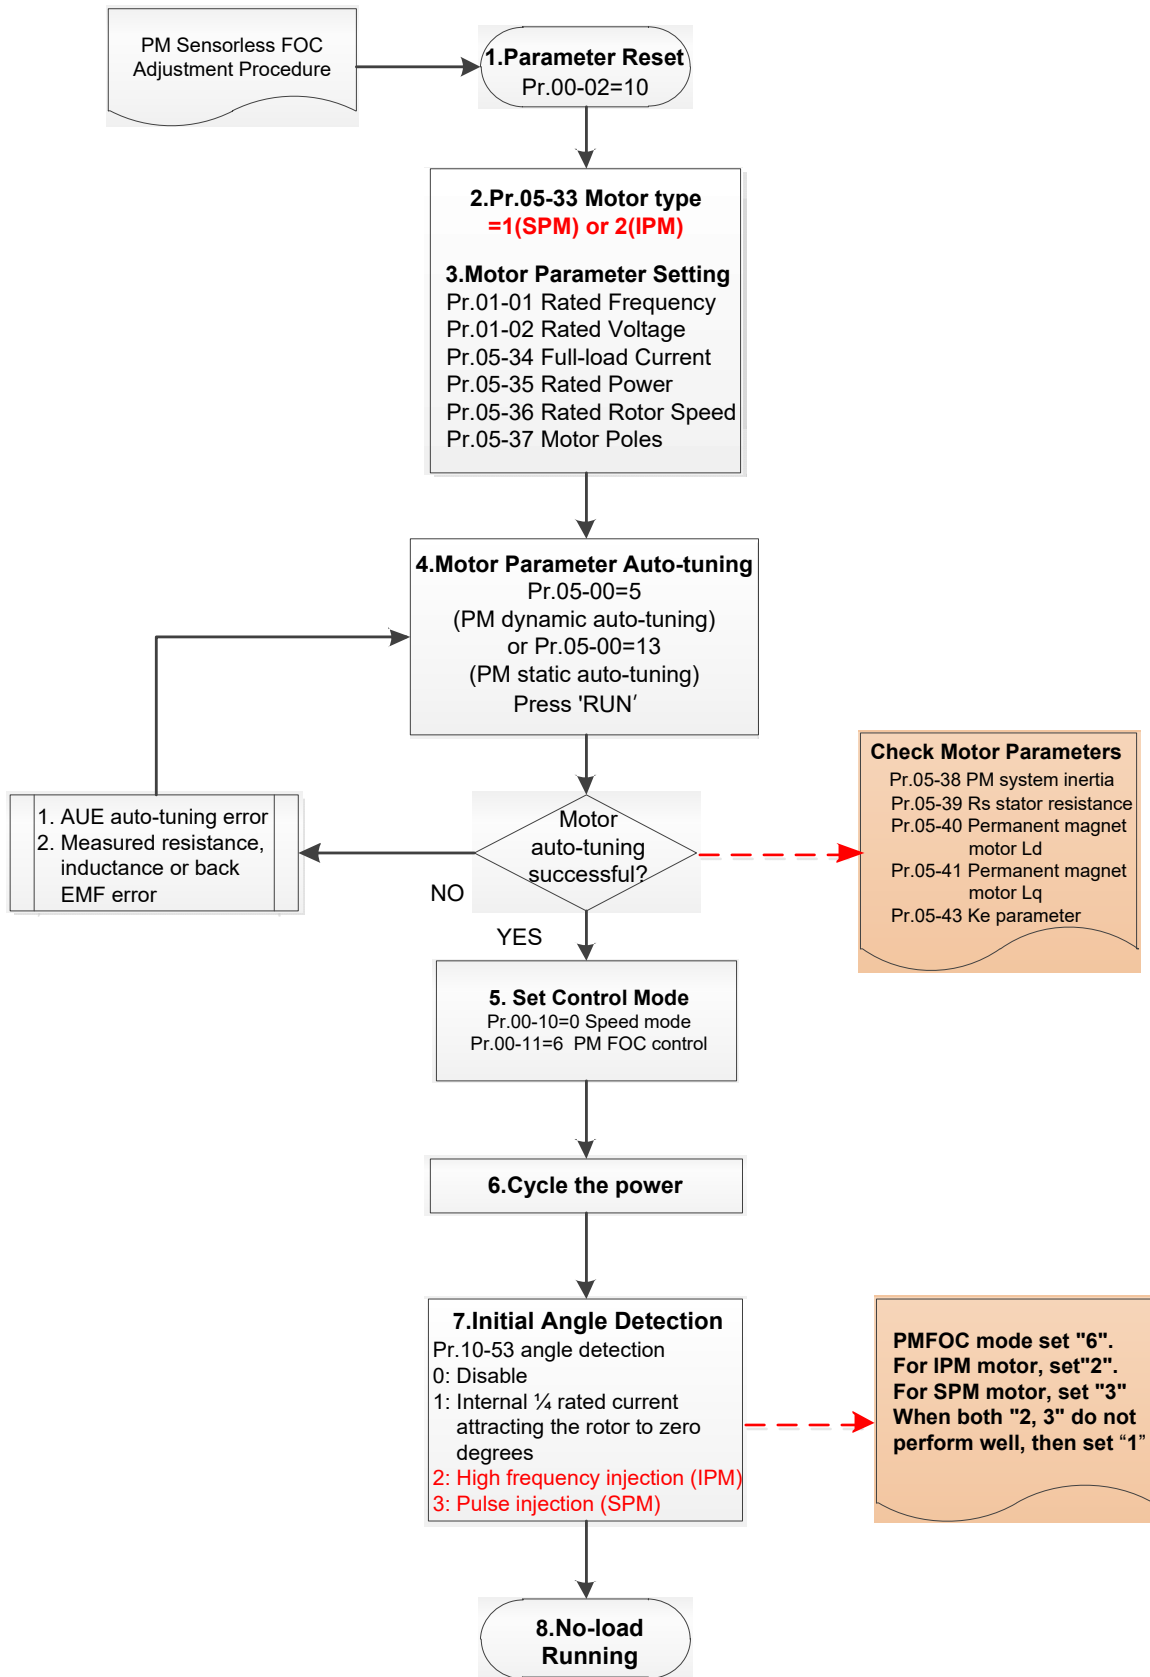 PM Sensorless FOC
Adjustment Procedure
1.Parameter Reset
Pr.00-02=10
2.Pr.05-33 Motor type
=1(SPM) or 2(IPM)
3.Motor Parameter Setting
Pr.01-01 Rated Frequency
Pr.01-02 Rated Voltage
Pr.05-34 Full-load Current
Pr.05-35 Rated Power
Pr.05-36 Rated Rotor Speed
Pr.05-37 Motor Poles
4.Motor Parameter Auto-tuning
Pr.05-00=5
(PM dynamic auto-tuning)
or Pr.05-00=13
(PM static auto-tuning)
Press 'RUN′
Check Motor Parameters
Pr.05-38 PM system inertia
Pr.05-39 Rs stator resistance
Pr.05-40 Permanent magnet
motor Ld
Pr.05-41 Permanent magnet
motor Lq
Pr.05-43 Ke parameter
Motor
auto-tuning
successful?
1. AUE auto-tuning error
2. Measured resistance,
inductance or back
EMF error
NO
YES
5. Set Control Mode
Pr.00-10=0 Speed mode
Pr.00-11=6 PM FOC control
6.Cycle the power
7.Initial Angle Detection
Pr.10-53 angle detection
0: Disable
1: Internal ¼ rated current
attracting the rotor to zero
degrees
2: High frequency injection (IPM)
3: Pulse injection (SPM)
PMFOC mode set "6".
For IPM motor, set"2".
For SPM motor, set "3"
When both "2, 3" do not
perform well, then set “1”
8.No-load
Running